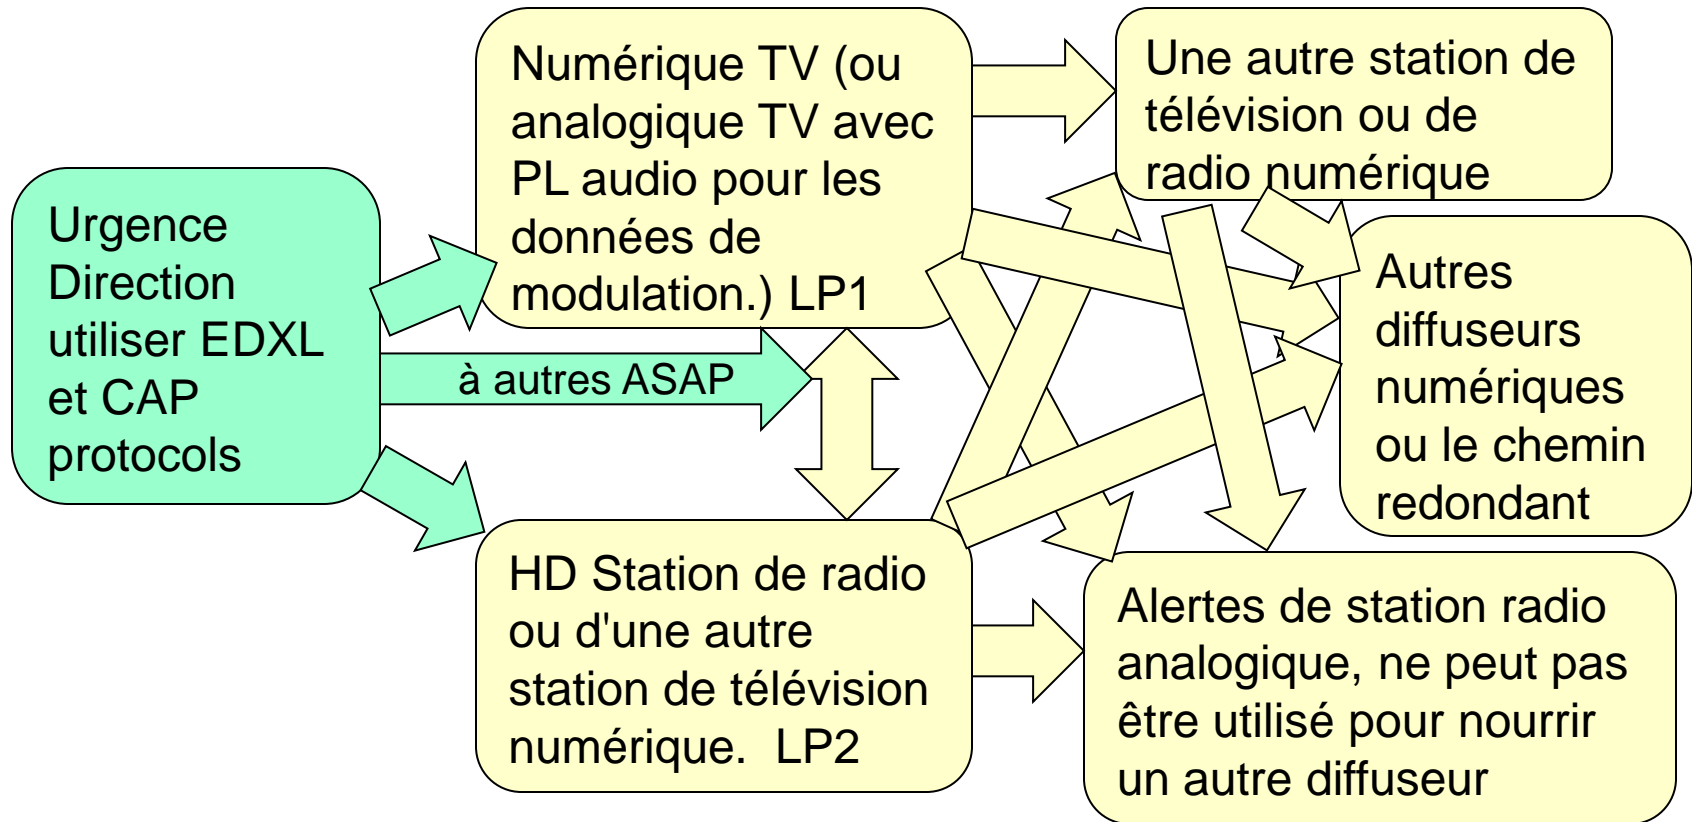 Urgence
Direction
utiliser EDXL
et CAP
protocols
à autres ASAP
Numérique TV (ou
analogique TV avec
PL audio pour les
données de
modulation.) LP1
HD Station de radio
ou d'une autre
station de télévision
numérique. LP2
Une autre station de
télévision ou de
radio numérique
Autres
diffuseurs
numériques
ou le chemin
redondant
Alertes de station radio
analogique, ne peut pas
être utilisé pour nourrir
un autre diffuseur